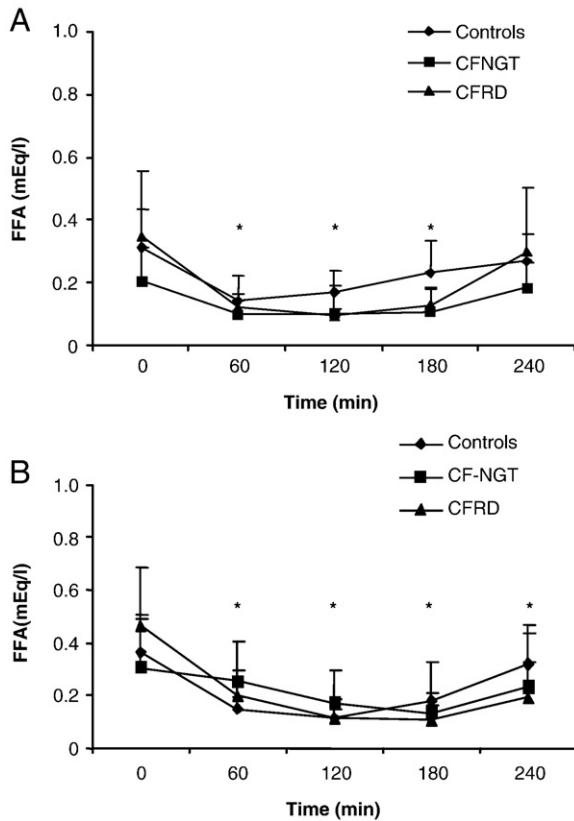 A
1.0
0.8
0.6
0.4
0.2
0
FFA (mEq/l)
Controls
CFNGT
CFRD
*
*
*
0 60 120 180 240
Time (min)
B
1.0
0.8
0.6
0.4
0.2
0
FFA(mEq/l)
Controls
CF-NGT
CFRD
*
*
*
*
0 60 120 180 240
Time (min)